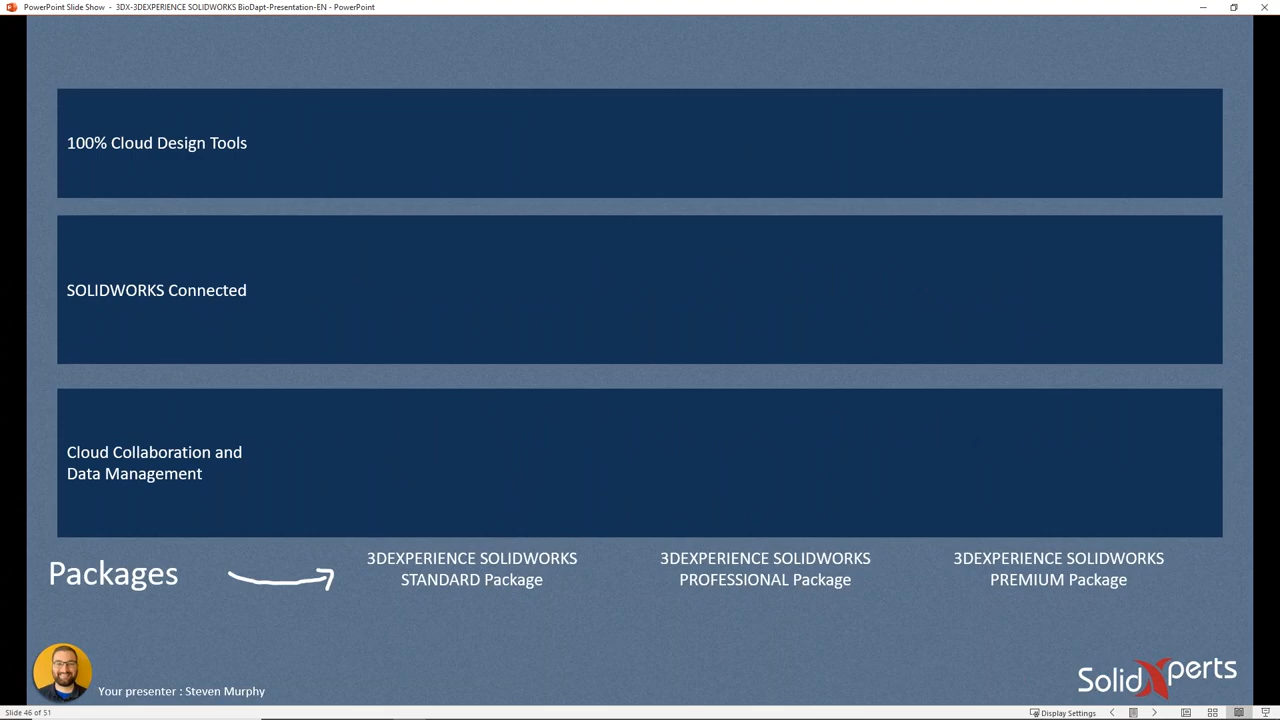 PowerPoint Slide Show - 3DX-3DEXPERIENCE SOLIDWORKS BioDapt-Presentation-EN - PowerPoint
100% Cloud Design Tools
SOLIDWORKS Connected
Cloud Collaboration and
Data Management
Packages
3DEXPERIENCE SOLIDWORKS
STANDARD Package
3DEXPERIENCE SOLIDWORKS
PROFESSIONAL Package
3DEXPERIENCE SOLIDWORKS
PREMIUM Package
Your presenter : Steven Murphy
SolidXperts
Slide 46 of 51
Display Settings